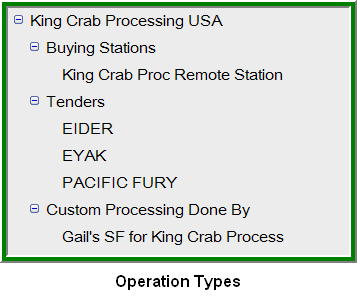 King Crab Processing USA
Buying Stations
King Crab Proc Remote Station
Tenders
EIDER
EYAK
PACIFIC FURY
Custom Processing Done By
Gail's SF for King Crab Process
Operation Types